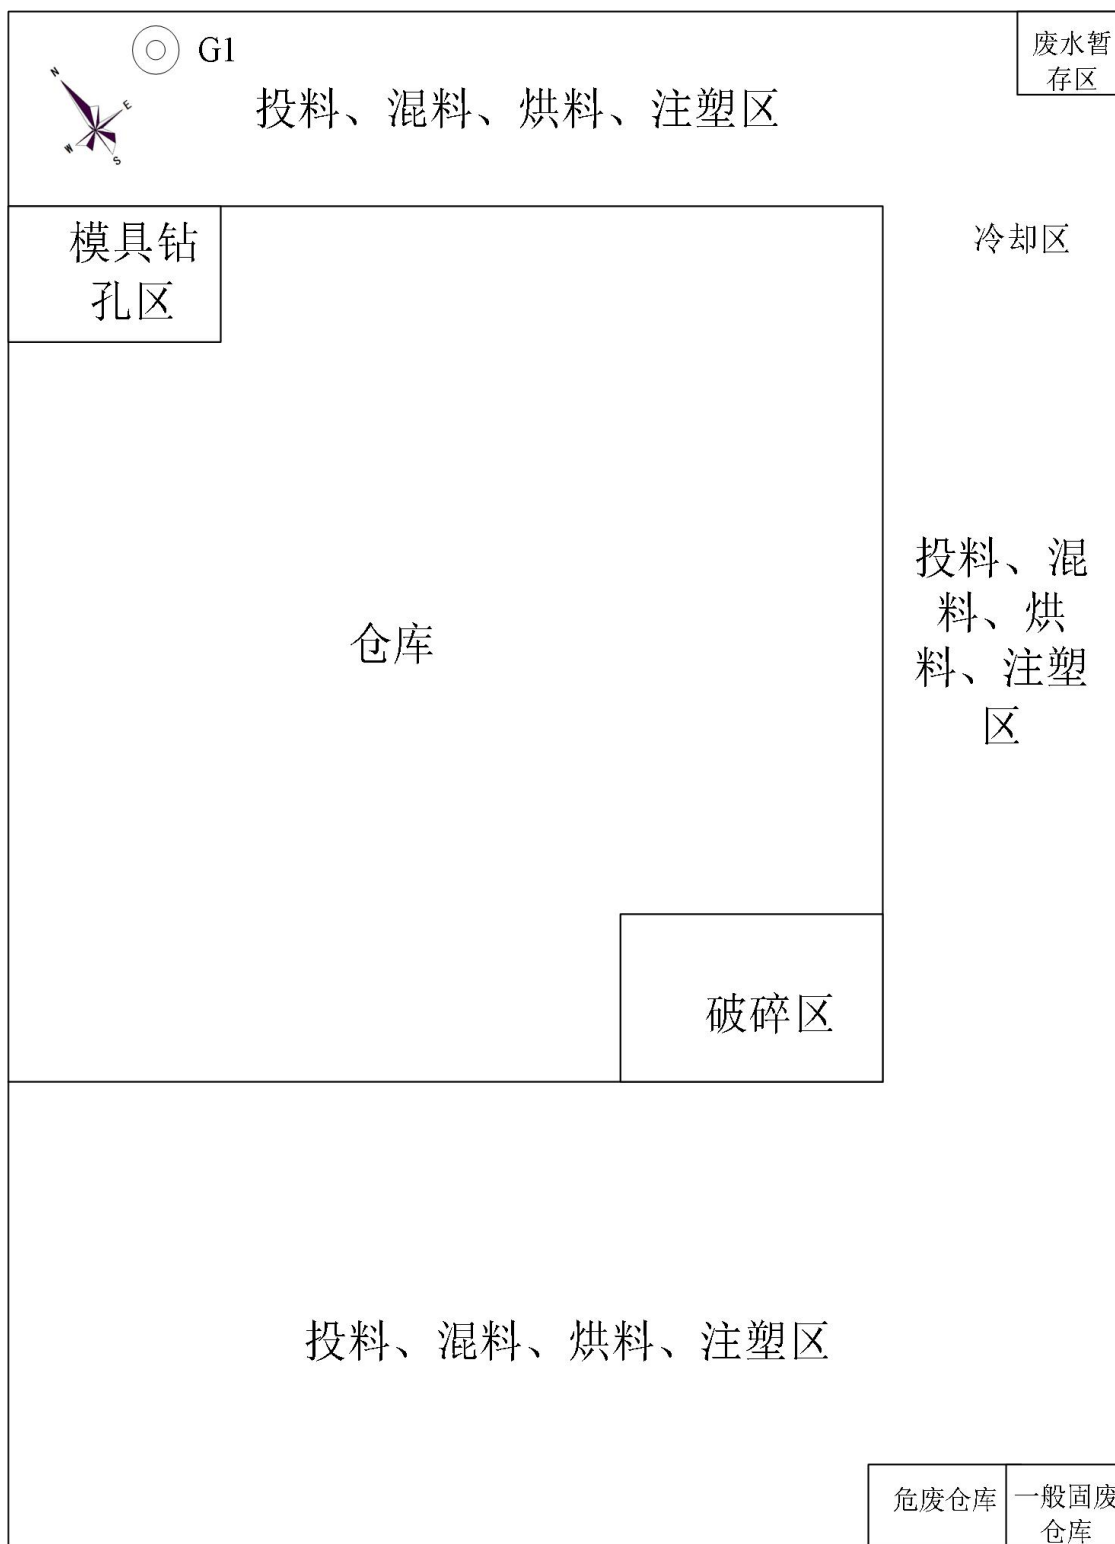 G1
废水暂
存区
N
E
W
S
投料、混料、烘料、注塑区
模具钻
孔区
冷却区
投料、混
料、烘
料、注塑
区
仓库
破碎区
投料、混料、烘料、注塑区
危废仓库
一般固废
仓库